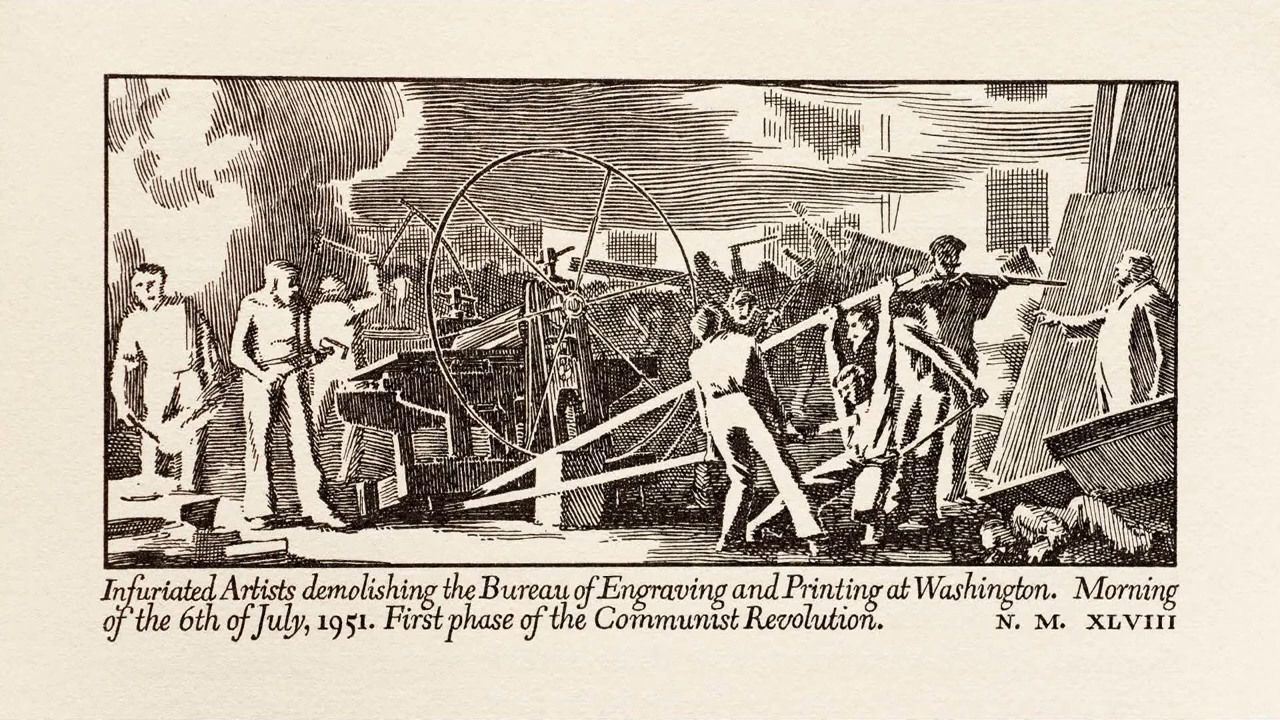 Infuriated Artists demolishing the Bureau of Engraving and Printing at Washington. Morning
of the 6th of July, 1951. First phase of the Communist Revolution. N. M. XLVIII